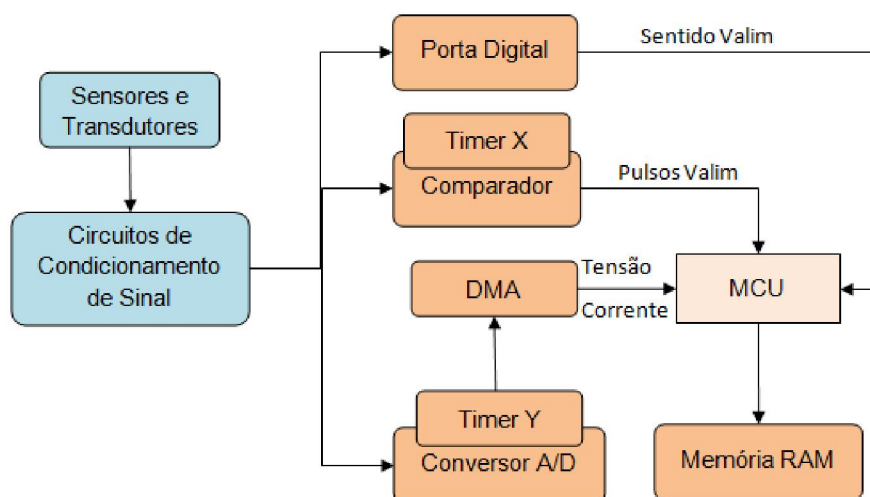 Porta Digital
Sentido Valim
Sensores e
Transdutores
Timer X
Comparador
Pulsos Valim
Circuitos de
Condicionamento
de Sinal
DMA
Tensão
Corrente
MCU
Timer Y
Conversor A/D
Memória RAM